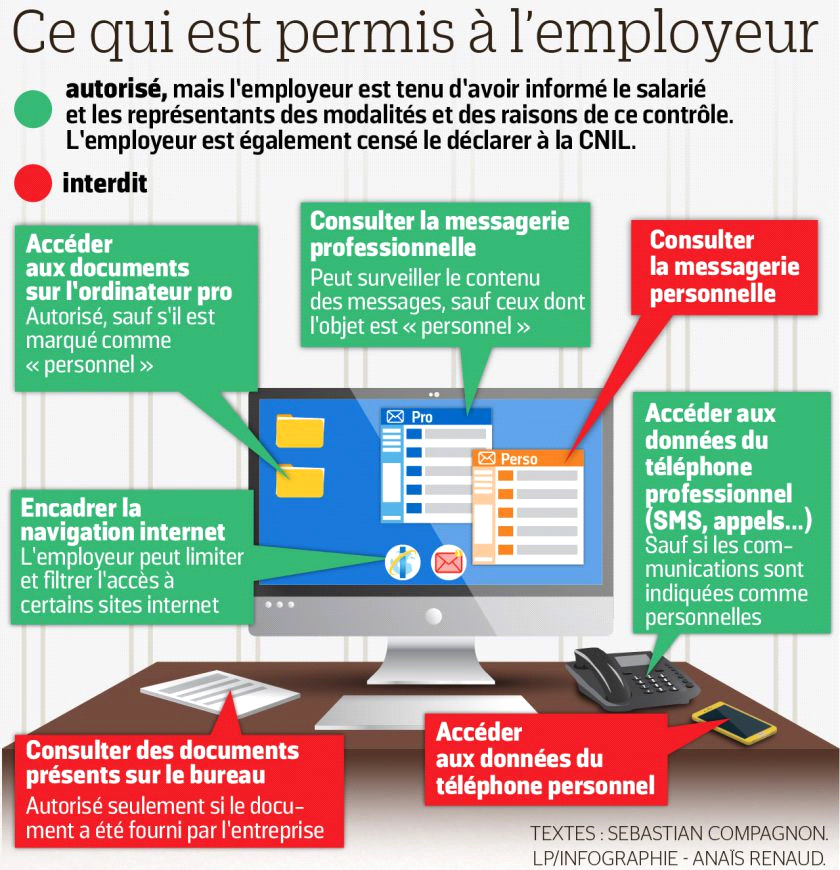 Ce qui est permis à l'employeur
autorisé, mais l'employeur est tenu d'avoir informé le salarié
et les représentants des modalités et des raisons de ce contrôle.
L'employeur est également censé le déclarer à la CNIL.
interdit
Accéder
aux documents
sur l'ordinateur pro
Autorisé, sauf s'il est
marqué comme
« personnel »
Consulter la messagerie
professionnelle
Peut surveiller le contenu
des messages, sauf ceux dont
l'objet est « personnel »
Consulter
la messagerie
personnelle
Pro
Perso
Accéder aux
données du
téléphone
professionnel
(SMS, appels...)
Sauf si les com-
munications sont
indiquées comme
personnelles
Encadrer la
navigation internet
L'employeur peut limiter
et filtrer l'accès à
certains sites internet
Consulter des documents
présents sur le bureau
Autorisé seulement si le docu-
ment a été fourni par l'entreprise
Accéder
aux données du
téléphone personnel
TEXTES : SEBASTIAN COMPAGNON.
LP/INFOGRAPHIE - ANAÏS RENAUD.